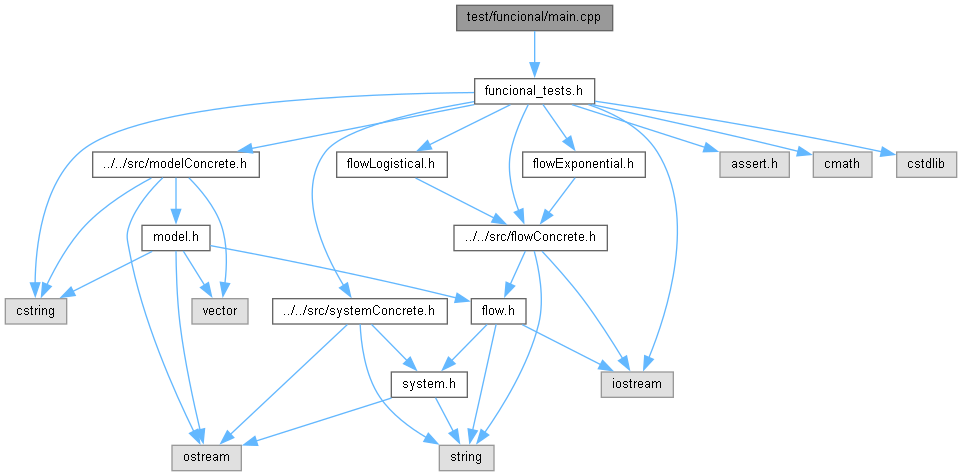 test/funcional/main.cpp
funcional_tests.h
../../src/modelConcrete.h
flowLogistical.h
flowExponential.h
assert.h
cmath
cstdlib
model.h
../../src/flowConcrete.h
cstring
vector
../../src/systemConcrete.h
flow.h
system.h
iostream
ostream
string